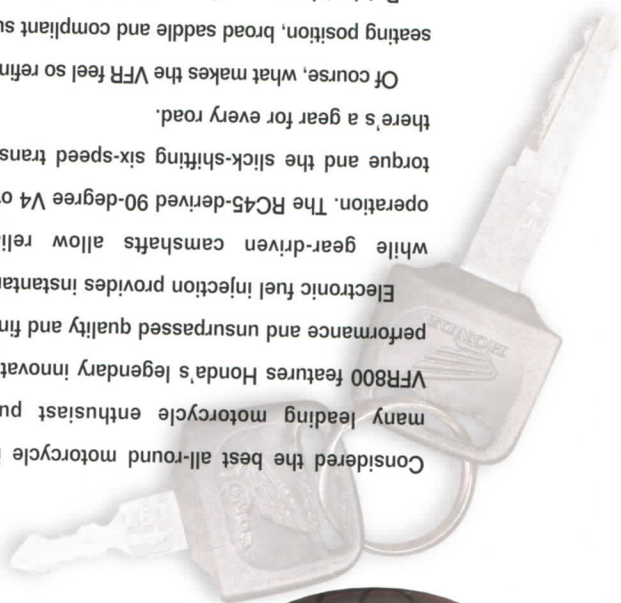 Considered the best all-round motorcycle
many leading motorcycle enthusiast pu
VFR800 features Honda's legendary innovat
performance and unsurpassed quality and fin
Electronic fuel injection provides instantan
while gear-driven camshafts allow relia
operation. The RC45-derived 90-degree V4 o
torque and the slick-shifting six-speed trans
there's a gear for every road.
Of course, what makes the VFR feel so refin
seating position, broad saddle and compliant su
HONDA
HONDA